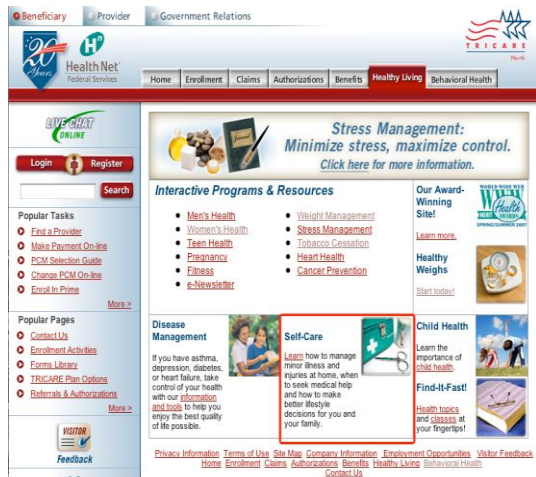 Beneficiary
Provider
Government Relations
20 Years
Health Net
Federal Services
TRICARE
North
Home
Enrollment
Claims
Authorizations
Benefits
Healthy Living
Behavioral Health
LIVE CHAT
ONLINE
Login
Register
Search
Popular Tasks
Find a Provider
Make Payment On-line
PCM Selection Guide
Change PCM On-line
Enroll In Prime
More >
Popular Pages
Contact Us
Enrollment Activities
Forms Library
TRICARE Plan Options
Referrals & Authorizations
More >
VISITOR
Feedback
Stress Management:
Minimize stress, maximize control.
Click here for more information.
Interactive Programs & Resources
Men's Health
Women's Health
Teen Health
Pregnancy
Fitness
e-Newsletter
Weight Management
Stress Management
Tobacco Cessation
Heart Health
Cancer Prevention
Our Award-
Winning
Site!
Learn more.
WORLD WIDE WEB
Health
AWARDS
SPRING/SUMMER 2007
Healthy
Weighs
Start today!
Disease
Management
If you have asthma,
depression, diabetes,
or heart failure, take
control of your health
with our information
and tools to help you
enjoy the best quality
of life possible.
Self-Care
Learn how to manage
minor illness and
injuries at home, when
to seek medical help
and how to make
better lifestyle
decisions for you and
your family.
Child Health
Learn the
importance of
child health.
Find-It-Fast!
Health topics
and classes at
your fingertips!
Privacy Information Terms of Use Site Map Company Information Employment Opportunities Visitor Feedback
Home Enrollment Claims Authorizations Benefits Healthy Living Behavioral Health
Contact Us